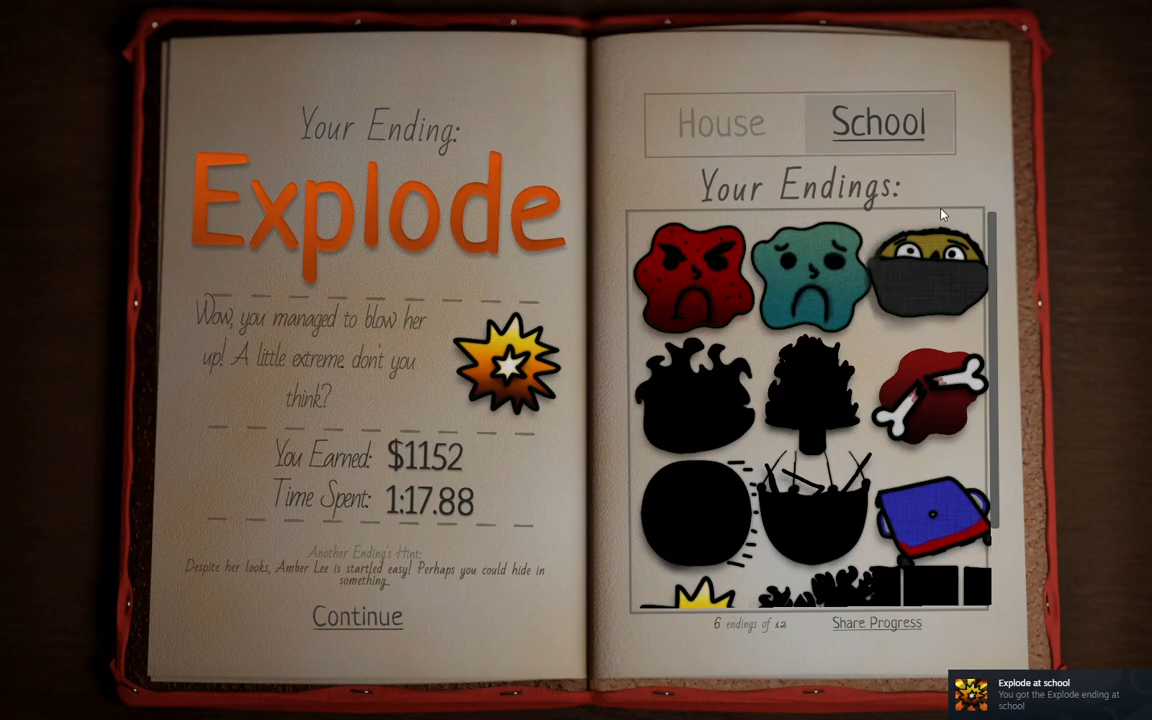 Your Ending:
Explode
Wow, you managed to blow her
up! A little extreme don't you
think?
You Earned: $1152
Time Spent: 1:17.88
Another Ending's Hint:
Despite her looks, Amber Lee is startled easy! Perhaps you could hide in
something...
Continue
House School
Your Endings:
6 endings of 12
Share Progress
Explode at school
You got the Explode ending at
school